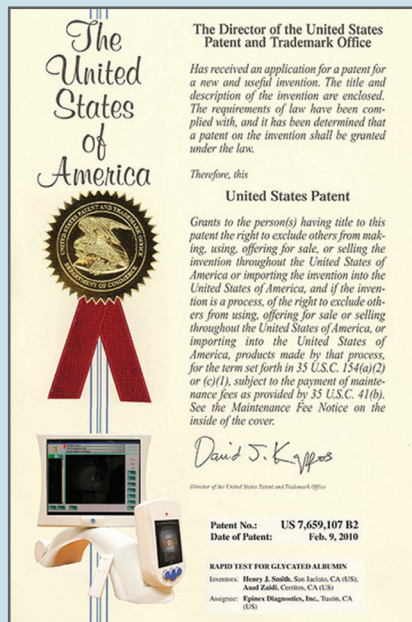 The
United
States
of
America
The Director of the United States
Patent and Trademark Office
Has received an application for a patent for
a new and useful invention. The title and
description of the invention are enclosed.
The requirements of law have been com-
plied with, and it has been determined that
a patent on the invention shall be granted
under the law.
Therefore, this
United States Patent
Grants to the person(s) having title to this
patent the right to exclude others from mak-
ing, using, offering for sale, or selling the
invention throughout the United States of
America or importing the invention into the
United States of America, and if the inven-
tion is a process, of the right to exclude oth-
ers from using, offering for sale or selling
throughout the United States of America, or
importing into the United States of
America, products made by that process,
for the term set forth in 35 U.S.C. 154(a)(2)
or (c)(1), subject to the payment of mainte-
nance fees as provided by 35 U.S.C. 41(b).
See the Maintenance Fee Notice on the
inside of the cover.
David J. Kappos
Director of the United States Patent and Trademark Office
UNITED STATES PATENT AND TRADEMARK OFFICE
DEPARTMENT OF COMMERCE
Patent No.: US 7,659,107 B2
Date of Patent: Feb. 9, 2010
RAPID TEST FOR GLYCATED ALBUMIN
Inventors: Henry J. Smith, San Jacinto, CA (US);
Asad Zaidi, Cerritos, CA (US)
Assignee: Epinex Diagnostics, Inc., Tustin, CA
(US)